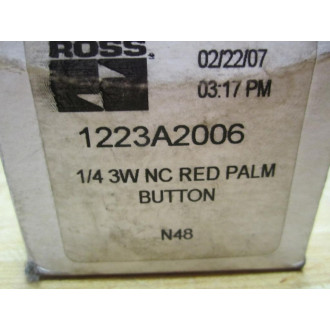 ROSS.
02/22/07
03:17 PM
1223A2006
1/4 3W NC RED PALM
BUTTON
N48